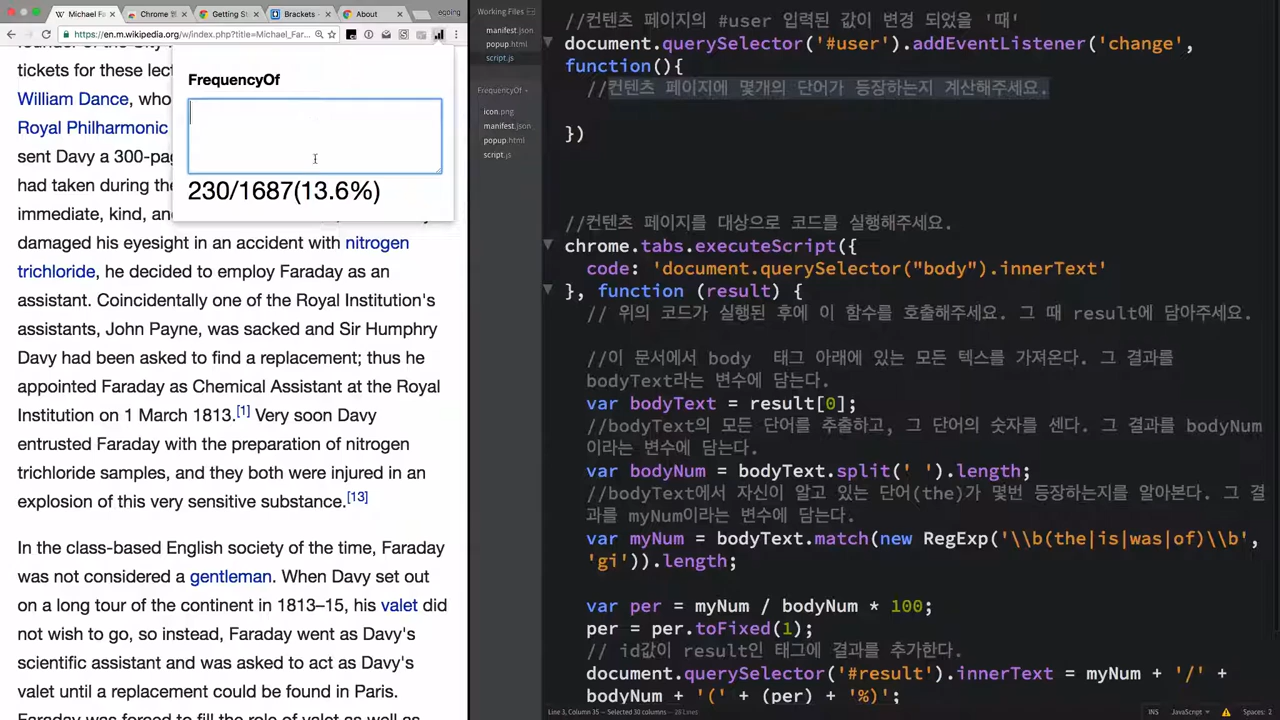 Michael Fa
Chrome 웹
Getting St
Brackets -
About
egoing
https://en.m.wikipedia.org/w/index.php?title=Michael_Far...
tickets for these lec
William Dance, who
Royal Philharmonic
sent Davy a 300-pag
had taken during the
immediate, kind, and
damaged his eyesight in an accident with nitrogen
trichloride, he decided to employ Faraday as an
assistant. Coincidentally one of the Royal Institution's
assistants, John Payne, was sacked and Sir Humphry
Davy had been asked to find a replacement; thus he
appointed Faraday as Chemical Assistant at the Royal
Institution on 1 March 1813.[1] Very soon Davy
entrusted Faraday with the preparation of nitrogen
trichloride samples, and they both were injured in an
explosion of this very sensitive substance.[13]
In the class-based English society of the time, Faraday
was not considered a gentleman. When Davy set out
on a long tour of the continent in 1813–15, his valet did
not wish to go, so instead, Faraday went as Davy's
scientific assistant and was asked to act as Davy's
valet until a replacement could be found in Paris.
Faraday was forced to fill the role of valet as well as
FrequencyOf
230/1687(13.6%)
Working Files
manifest.json
popup.html
script.js
FrequencyOf
icon.png
manifest.json
popup.html
script.js
//컨텐츠 페이지의 #user 입력된 값이 변경 되었을 '때'
document.querySelector('#user').addEventListener('change',
function(){
//컨텐츠 페이지에 몇개의 단어가 등장하는지 계산해주세요.
})
//컨텐츠 페이지를 대상으로 코드를 실행해주세요.
chrome.tabs.executeScript({
code: 'document.querySelector("body").innerText'
}, function (result) {
// 위의 코드가 실행된 후에 이 함수를 호출해주세요. 그 때 result에 담아주세요.
//이 문서에서 body 태그 아래에 있는 모든 텍스를 가져온다. 그 결과를
bodyText라는 변수에 담는다.
var bodyText = result[0];
//bodyText의 모든 단어를 추출하고, 그 단어의 숫자를 센다. 그 결과를 bodyNum
이라는 변수에 담는다.
var bodyNum = bodyText.split(' ').length;
//bodyText에서 자신이 알고 있는 단어(the)가 몇번 등장하는지를 알아본다. 그 결
과를 myNum이라는 변수에 담는다.
var myNum = bodyText.match(new RegExp('\\b(the|is|was|of)\\b',
'gi')).length;
var per = myNum / bodyNum * 100;
per = per.toFixed(1);
// id값이 result인 태그에 결과를 추가한다.
document.querySelector('#result').innerText = myNum + '/' +
bodyNum + '(' + (per) + '%)';
Line 3, Column 35 — Selected 30 columns — 28 Lines
INS
JavaScript
Spaces: 2